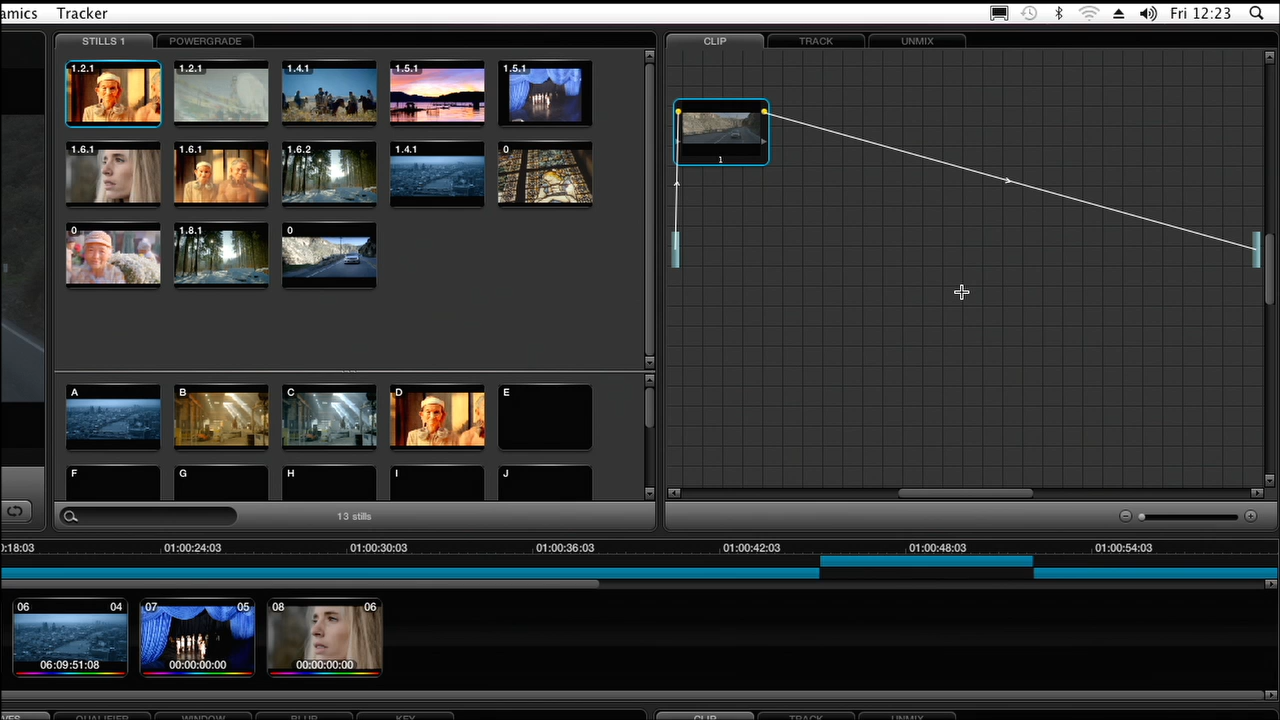 amics Tracker Fri 12:23
STILLS 1 POWERGRADE CLIP TRACK UNMIX
1.2.1 1.2.1 1.4.1 1.5.1 1.5.1
1
1.6.1 1.6.1 1.6.2 1.4.1 0
0 1.8.1 0
A B C D E
F G H I J
13 stills
0:18:03 01:00:24:03 01:00:30:03 01:00:36:03 01:00:42:03 01:00:48:03 01:00:54:03
06 04 07 05 08 06
06:09:51:08 00:00:00:00 00:00:00:00
VES QUALIFIER WINDOW BLUR KEY CLIP TRACK UNMIX